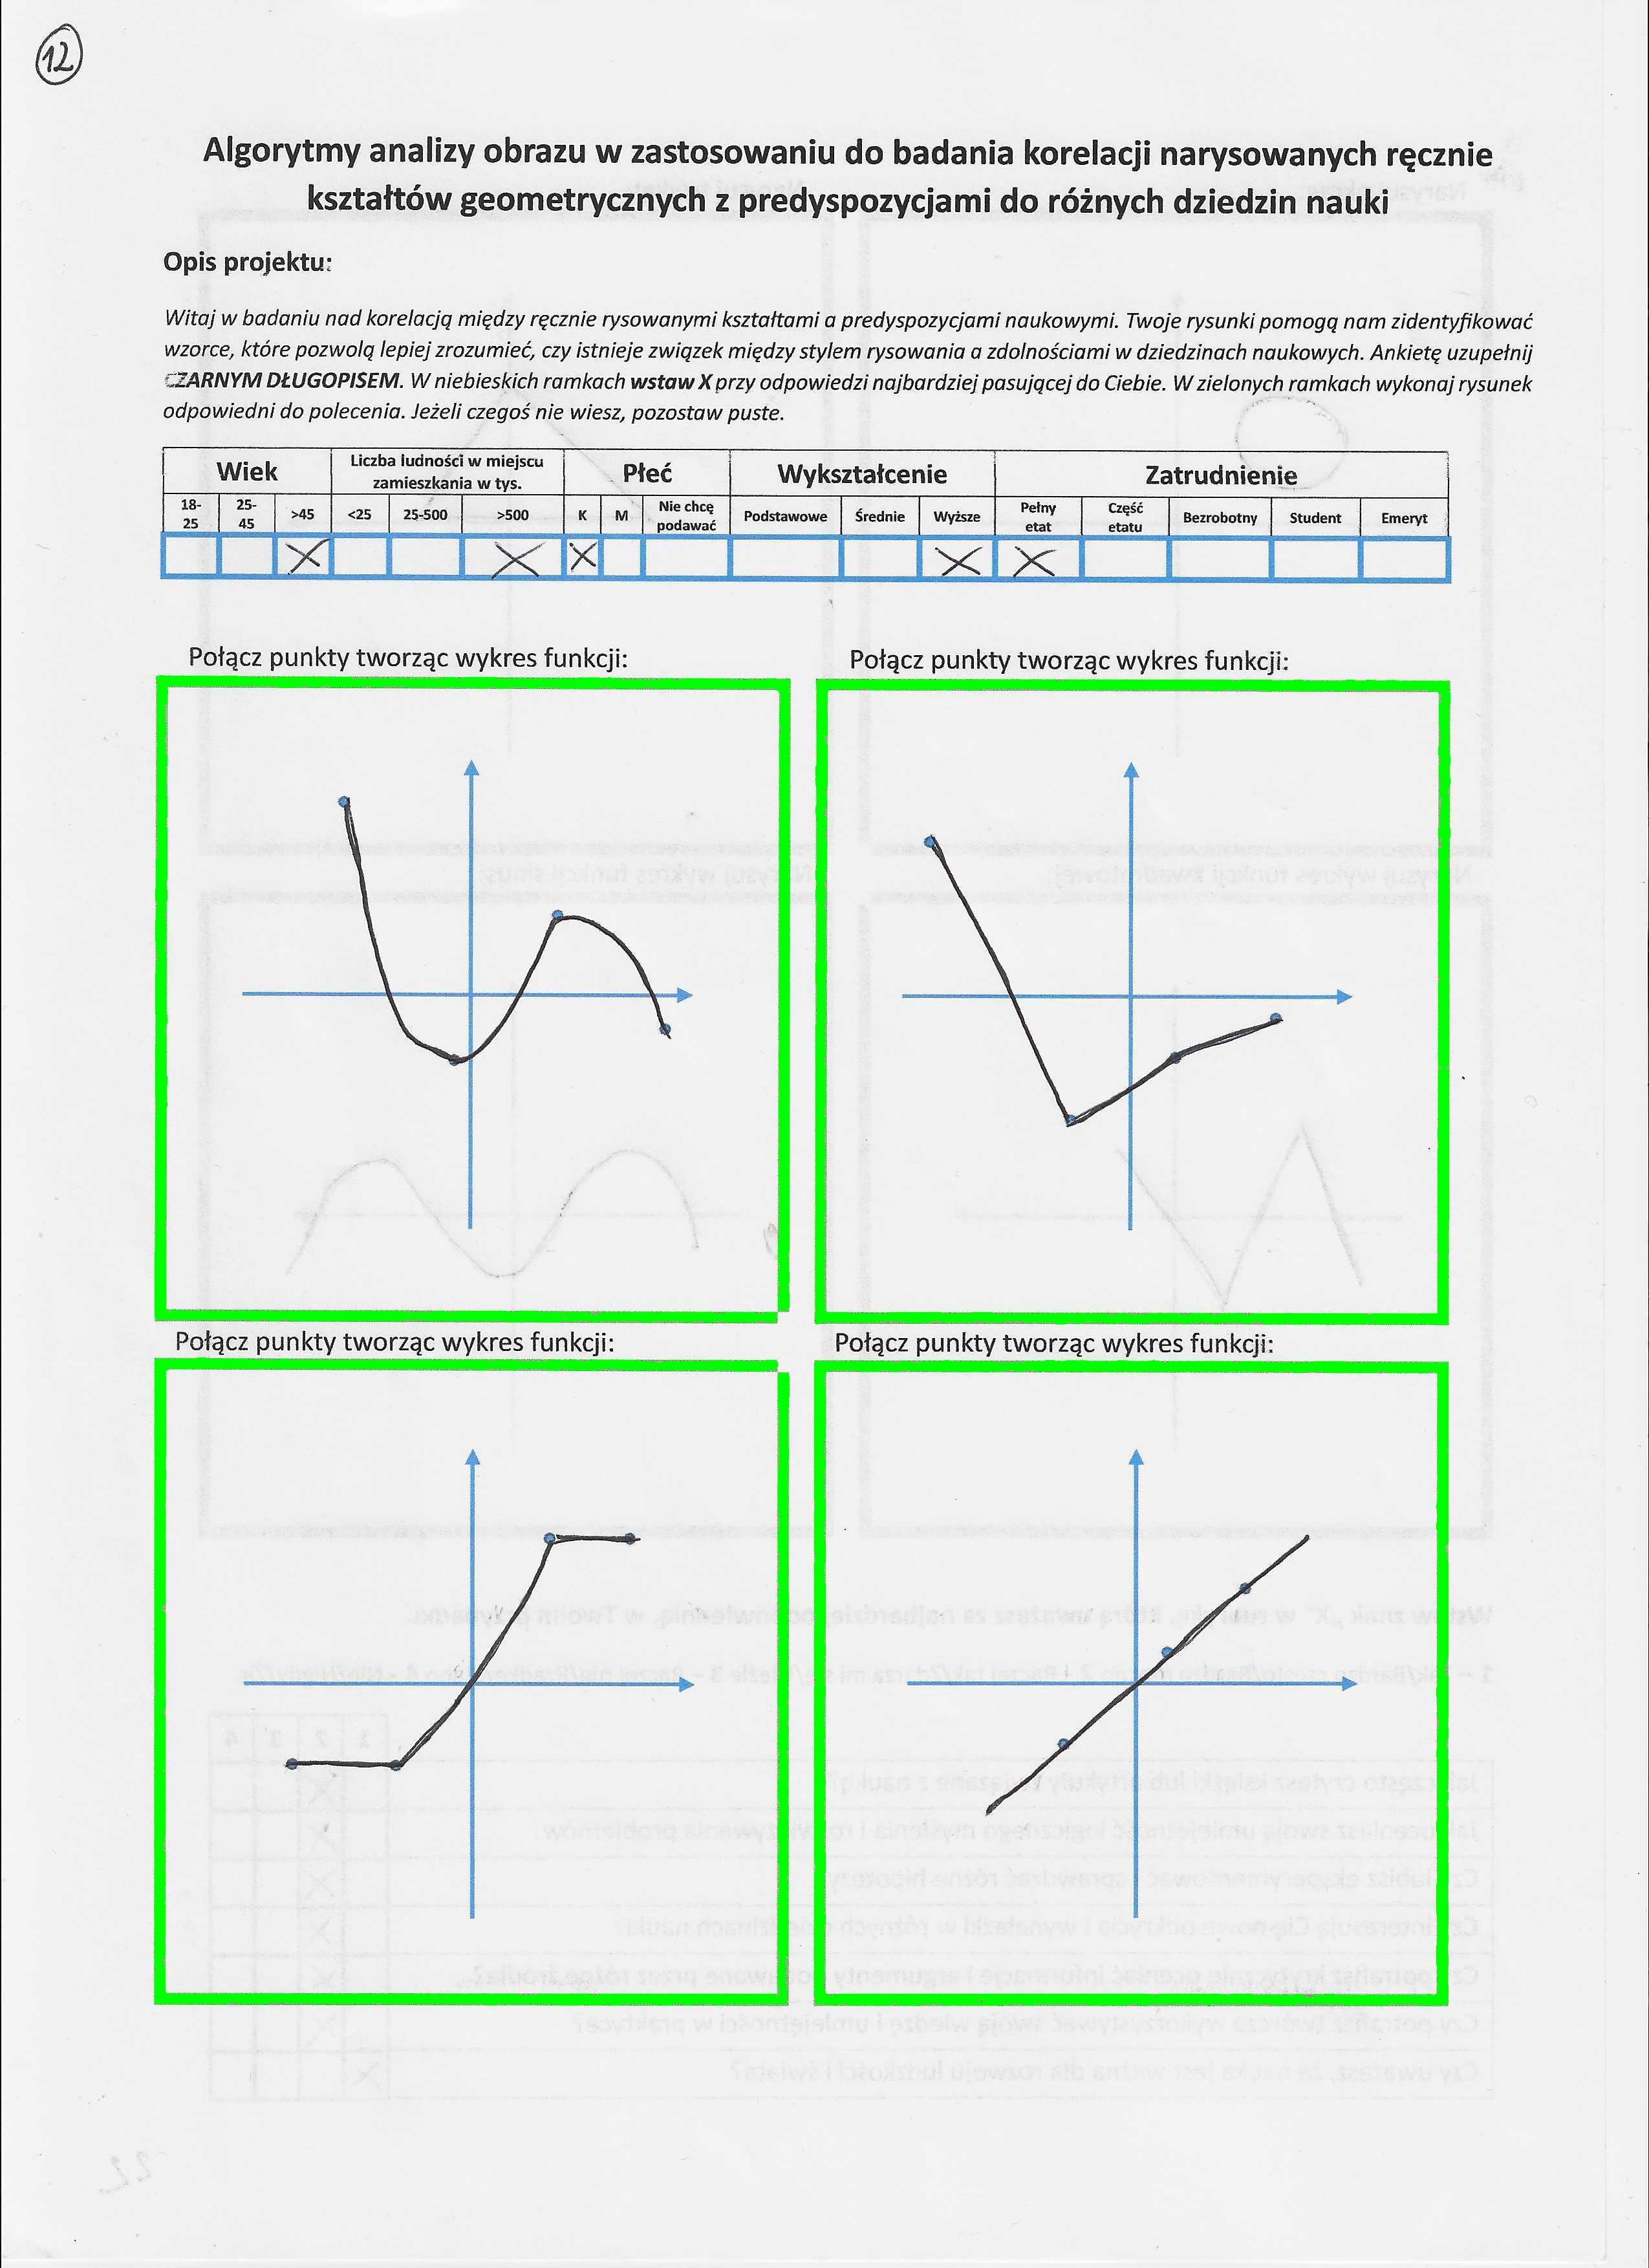 12
Algorytmy analizy obrazu w zastosowaniu do badania korelacji narysowanych ręcznie
kształtów geometrycznych z predyspozycjami do różnych dziedzin nauki
Opis projektu:
Witaj w badaniu nad korelacją między ręcznie rysowanymi kształtami a predyspozycjami naukowymi. Twoje rysunki pomogą nam zidentyfikować
wzorce, które pozwolą lepiej zrozumieć, czy istnieje związek między stylem rysowania a zdolnościami w dziedzinach naukowych. Ankietę uzupełnij
CZARNYM DŁUGOPISEM. W niebieskich ramkach wstaw X przy odpowiedzi najbardziej pasującej do Ciebie. W zielonych ramkach wykonaj rysunek
odpowiedni do polecenia. Jeżeli czegoś nie wiesz, pozostaw puste.
Wiek Liczba ludności w miejscu zamieszkania w tys. Płeć Wykształcenie Zatrudnienie
18-25 25-45 >45 <25 25-500 >500 K M Nie chcę podawać Podstawowe Średnie Wyższe Pełny etat Część etatu Bezrobotny Student Emeryt
X X X X X
Połącz punkty tworząc wykres funkcji: Połącz punkty tworząc wykres funkcji:
Połącz punkty tworząc wykres funkcji: Połącz punkty tworząc wykres funkcji: